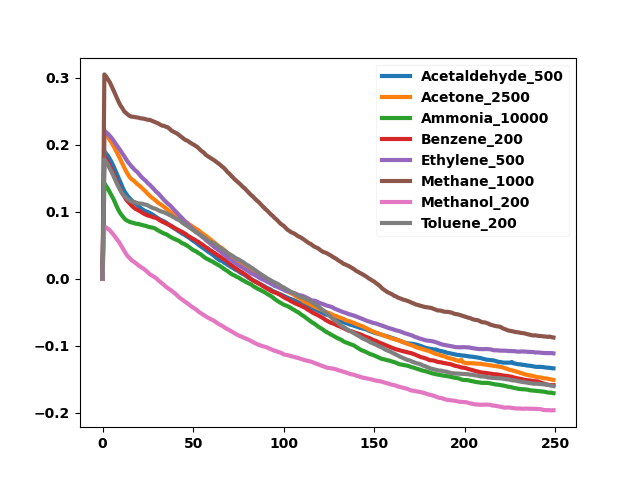 0.3
0.2
0.1
0.0
−0.1
−0.2
0
50
100
150
200
250
Acetaldehyde_500
Acetone_2500
Ammonia_10000
Benzene_200
Ethylene_500
Methane_1000
Methanol_200
Toluene_200